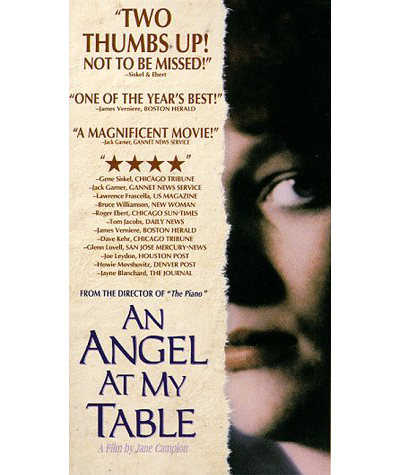 “TWO
THUMBS UP!
NOT TO BE MISSED!”
–Siskel & Ebert
“ONE OF THE YEAR'S BEST!”
–James Verniere, BOSTON HERALD
“A MAGNIFICENT MOVIE!”
–Jack Garner, GANNET NEWS SERVICE
“★★★★”
–Gene Siskel, CHICAGO TRIBUNE
–Jack Garner, GANNET NEWS SERVICE
–Lawrence Frascella, US MAGAZINE
–Bruce Williamson, NEW WOMAN
–Roger Ebert, CHICAGO SUN-TIMES
–Tom Jacobs, DAILY NEWS
–James Verniere, BOSTON HERALD
–Dave Kehr, CHICAGO TRIBUNE
–Glenn Lovell, SAN JOSE MERCURY-NEWS
–Joe Leydon, HOUSTON POST
–Howie Movshovitz, DENVER POST
–Jayne Blanchard, THE JOURNAL
FROM THE DIRECTOR OF “The Piano”
AN
ANGEL
AT MY
TABLE
A Film by Jane Campion